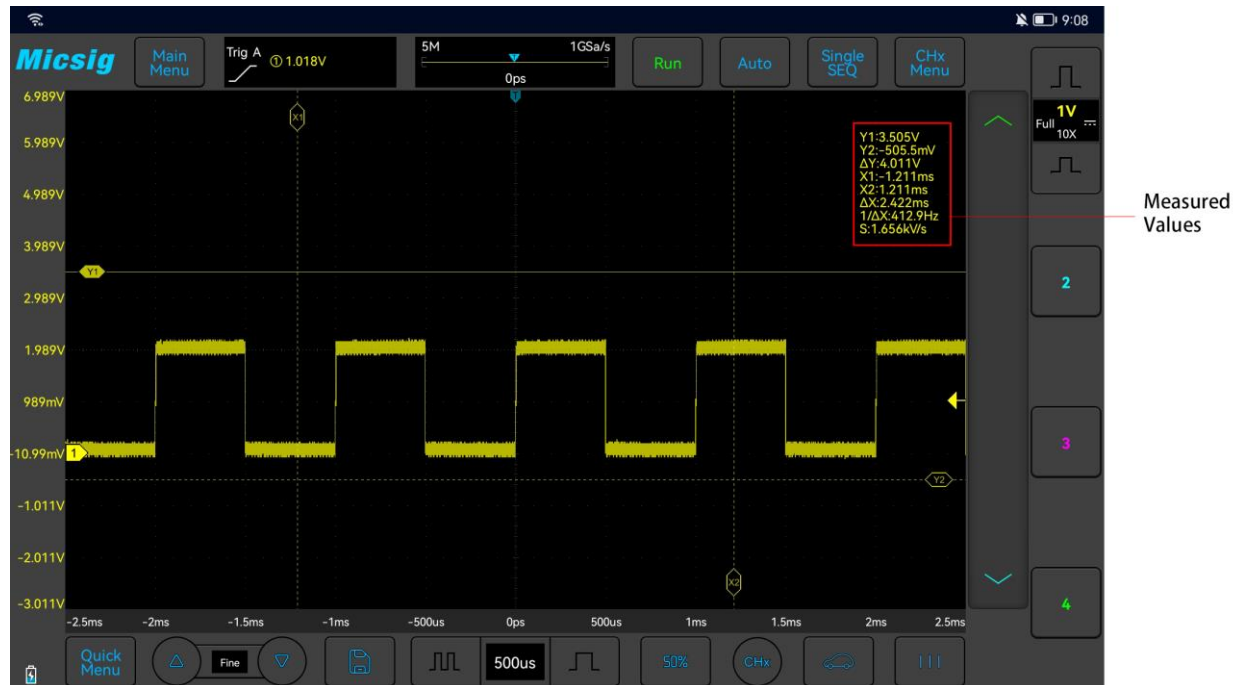 9:08
Micsig
Main
Menu
Trig A ① 1.018V
5M 1GSa/s
0ps
Run
Auto
Single
SEQ
CHx
Menu
T
6.989V
5.989V
4.989V
3.989V
2.989V
1.989V
989mV
-10.99mV
-1.011V
-2.011V
-3.011V
X1
Y1
1
Y2
X2
Y1:3.505V
Y2:-505.5mV
ΔY:4.011V
X1:-1.211ms
X2:1.211ms
ΔX:2.422ms
1/ΔX:412.9Hz
S:1.656kV/s
1V
Full
10X
Measured
Values
2
3
4
-2.5ms -2ms -1.5ms -1ms -500us 0ps 500us 1ms 1.5ms 2ms 2.5ms
Quick
Menu
Fine
500us
50%
CHx